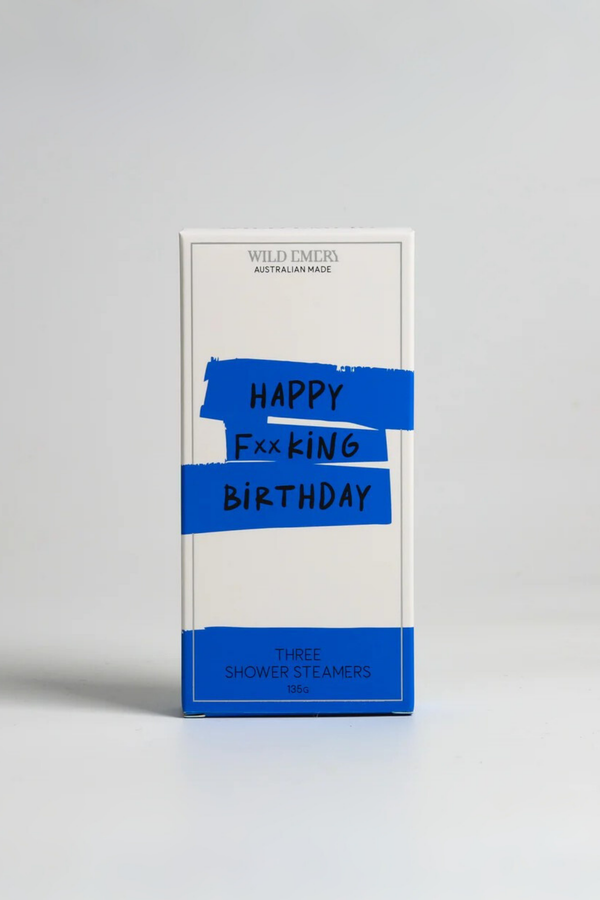 WILD EMERY
AUSTRALIAN MADE
HAPPY
FxxKiNG
BiRTHDAY
THREE
SHOWER STEAMERS
135G